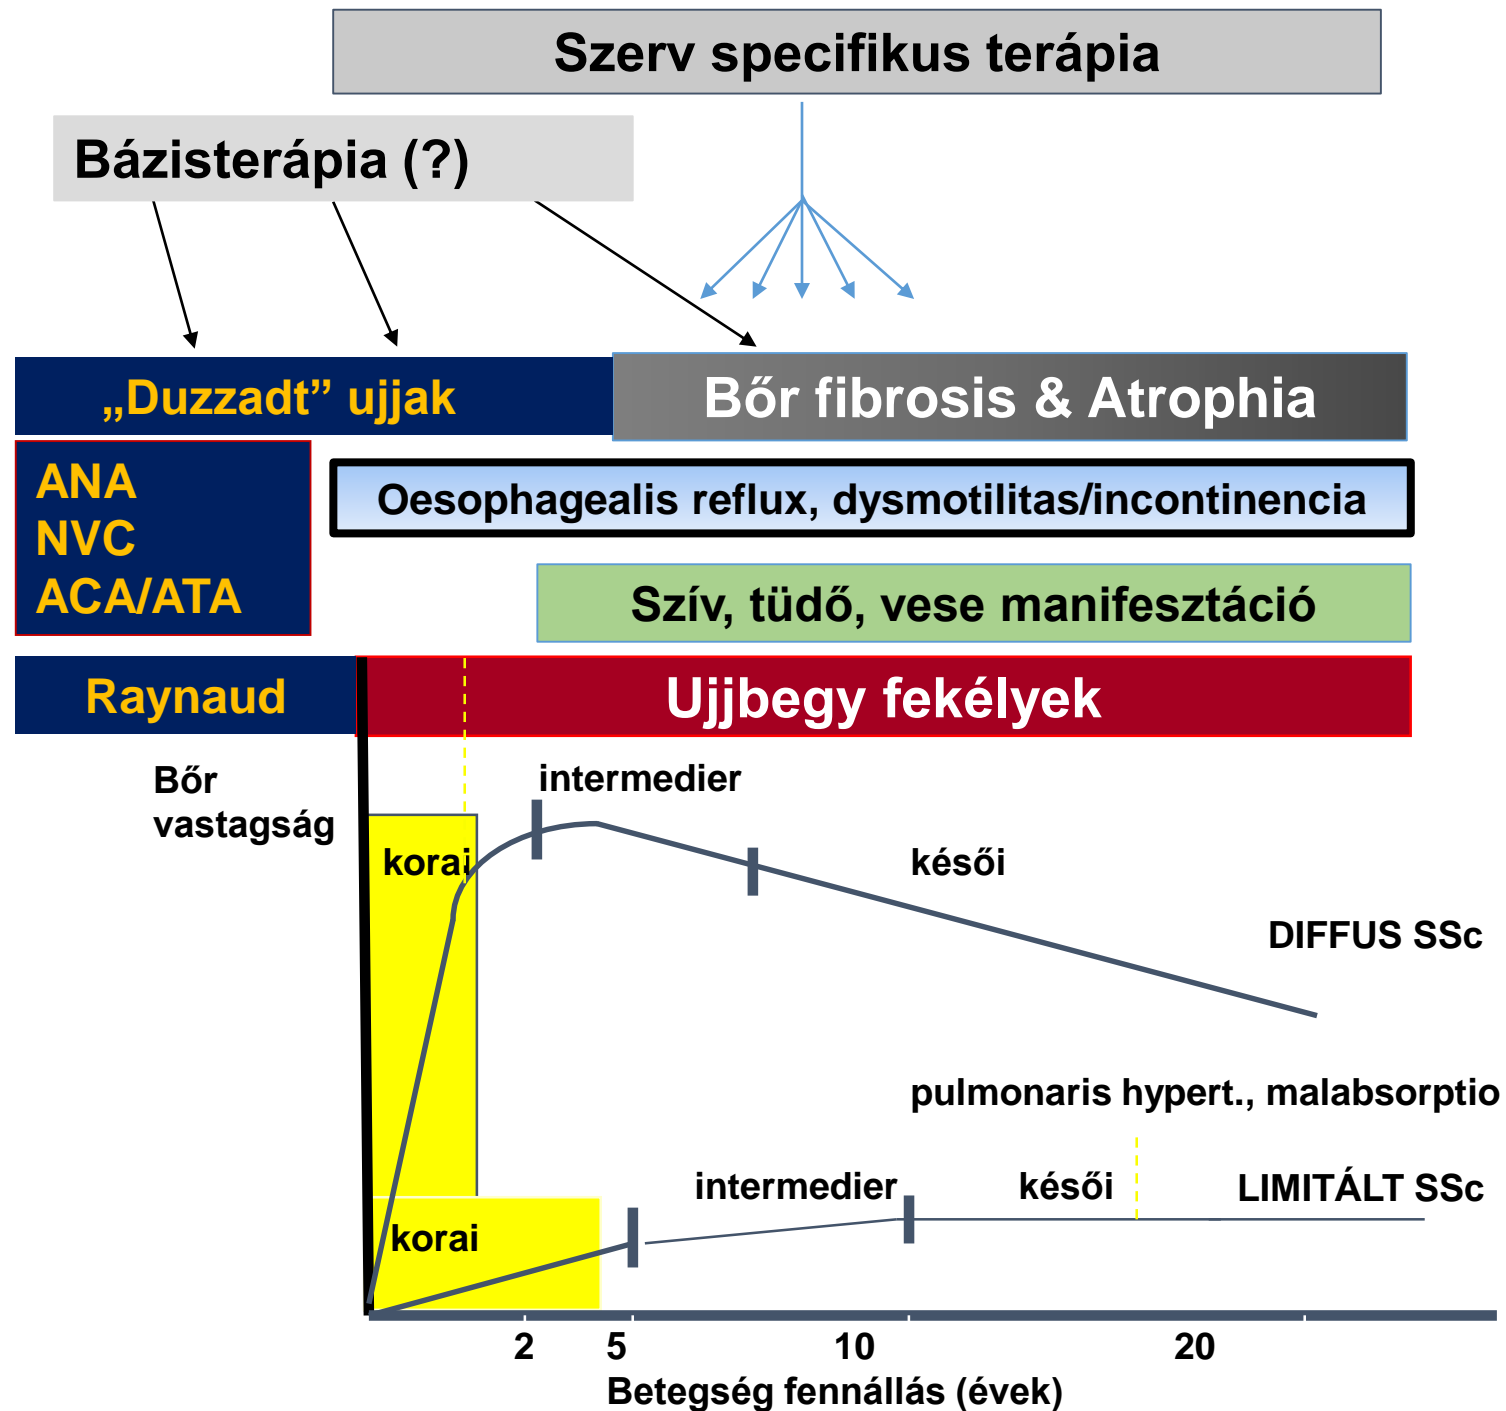 Szerv specifikus terápia
Bázisterápia (?)
„Duzzadt” ujjak
Bőr fibrosis & Atrophia
ANA
NVC
ACA/ATA
Oesophagealis reflux, dysmotilitas/incontinencia
Szív, tüdő, vese manifesztáció
Raynaud
Ujjbegy fekélyek
Bőr
vastagság
intermedier
korai
késői
DIFFUS SSc
pulmonaris hypert., malabsorptio
intermedier
késői
LIMITÁLT SSc
korai
2 5 10 20
Betegség fennállás (évek)